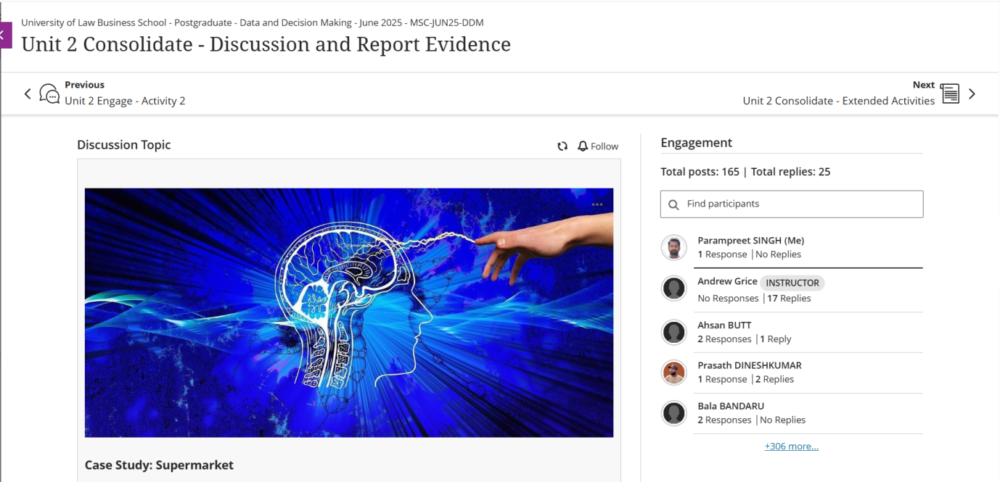 University of Law Business School - Postgraduate - Data and Decision Making - June 2025 - MSC-JUN25-DDM
Unit 2 Consolidate - Discussion and Report Evidence
Previous
Unit 2 Engage - Activity 2
Next
Unit 2 Consolidate - Extended Activities
Discussion Topic
Follow
Case Study: Supermarket
Engagement
Total posts: 165 | Total replies: 25
Find participants
Parampreet SINGH (Me)
1 Response | No Replies
Andrew Grice INSTRUCTOR
No Responses | 17 Replies
Ahsan BUTT
2 Responses | 1 Reply
Prasath DINESHKUMAR
1 Response | 2 Replies
Bala BANDARU
2 Responses | No Replies
+306 more...